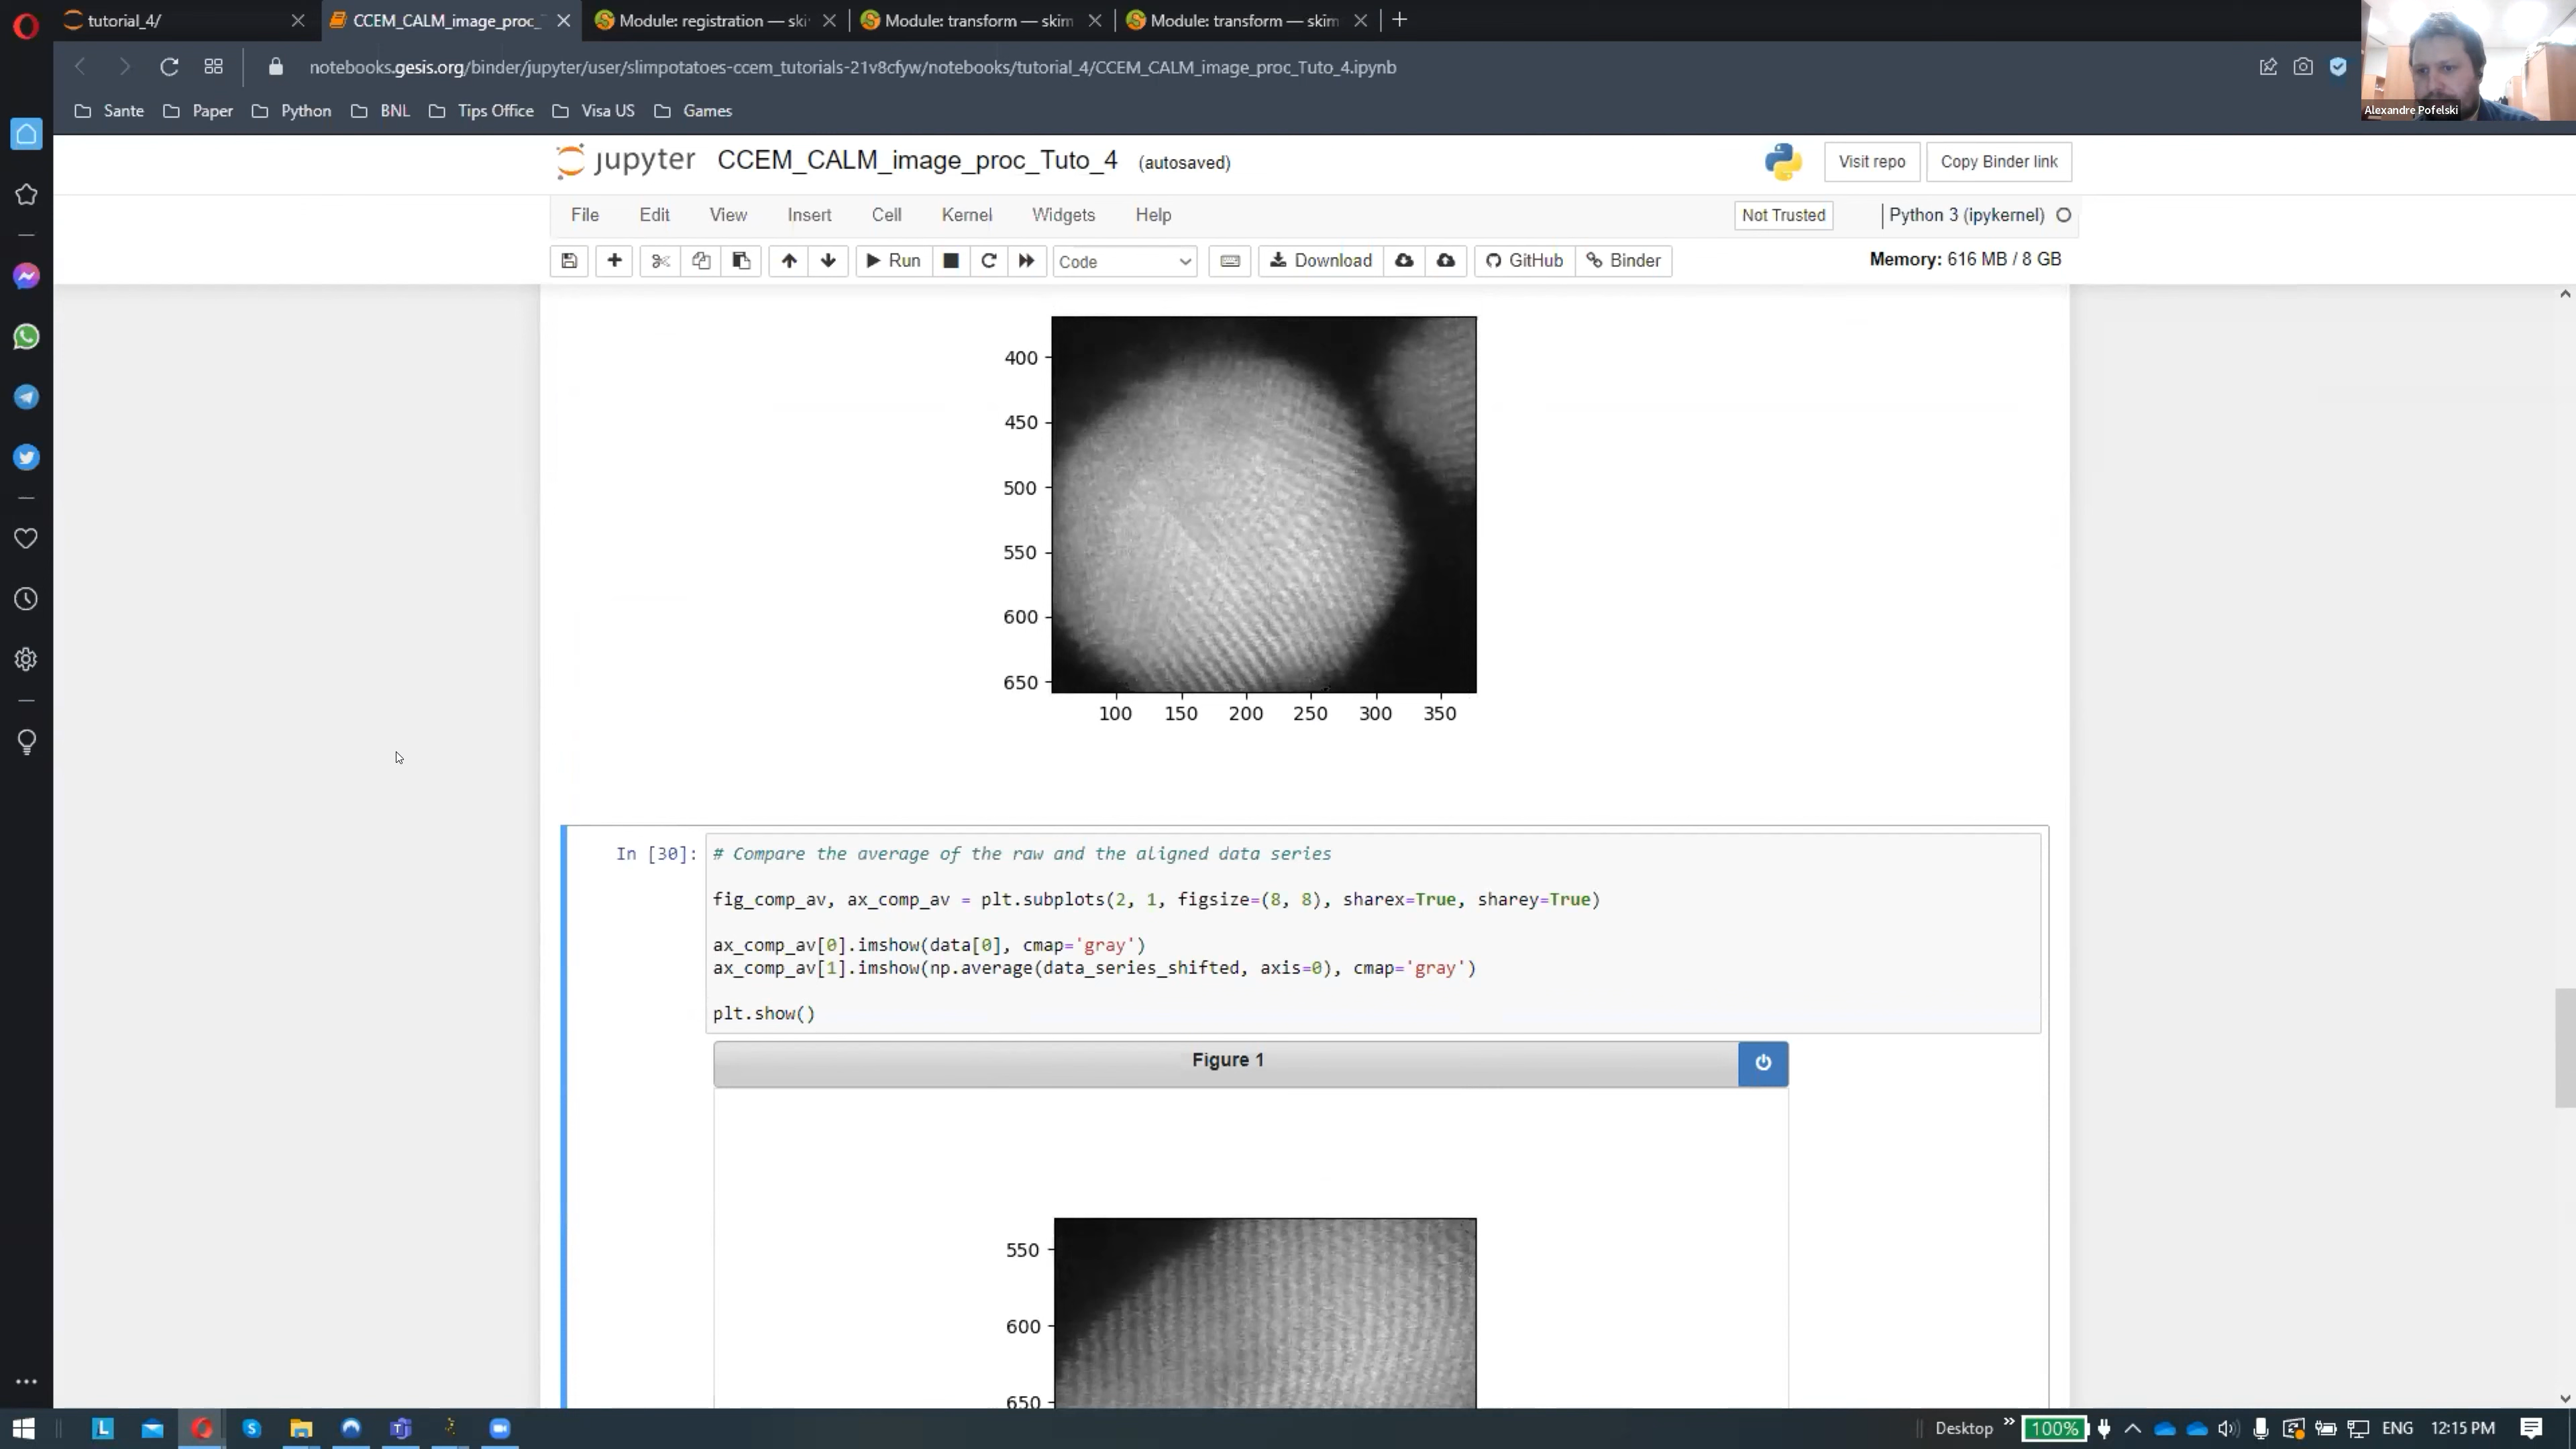 tutorial_4/
CCEM_CALM_image_proc_
Module: registration — ski
Module: transform — skim
Module: transform — skim
notebooks.gesis.org/binder/jupyter/user/slimpotatoes-ccem_tutorials-21v8cfyw/notebooks/tutorial_4/CCEM_CALM_image_proc_Tuto_4.ipynb
Alexandre Pofelski
Sante Paper Python BNL Tips Office Visa US Games
jupyter CCEM_CALM_image_proc_Tuto_4 (autosaved)
Visit repo Copy Binder link
File Edit View Insert Cell Kernel Widgets Help
Not Trusted Python 3 (ipykernel)
Run Code Download GitHub Binder
Memory: 616 MB / 8 GB
400
450
500
550
600
650
100 150 200 250 300 350
In [30]:
# Compare the average of the raw and the aligned data series
fig_comp_av, ax_comp_av = plt.subplots(2, 1, figsize=(8, 8), sharex=True, sharey=True)
ax_comp_av[0].imshow(data[0], cmap='gray')
ax_comp_av[1].imshow(np.average(data_series_shifted, axis=0), cmap='gray')
plt.show()
Figure 1
550
600
650
Desktop 100% ENG 12:15 PM